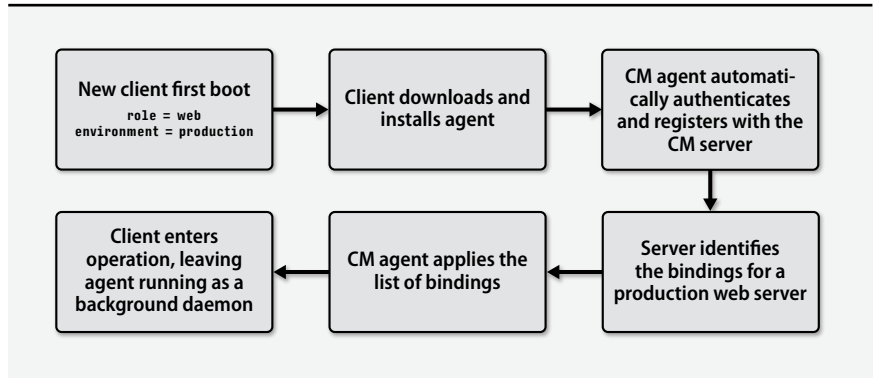 New client first boot
role = web
environment = production
Client downloads and
installs agent
CM agent automati-
cally authenticates
and registers with the
CM server
Server identifies
the bindings for a
production web server
CM agent applies the
list of bindings
Client enters
operation, leaving
agent running as a
background daemon